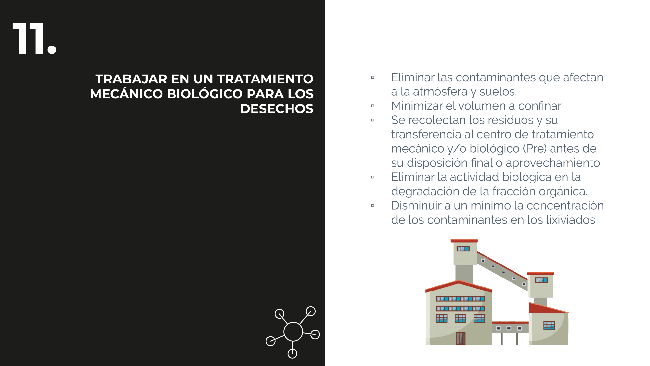 11.
TRABAJAR EN UN TRATAMIENTO
MECÁNICO BIOLÓGICO PARA LOS
DESECHOS
▫ Eliminar las contaminantes que afectan
a la atmósfera y suelos.
▫ Minimizar el volumen a confinar
▫ Se recolectan los residuos y su
transferencia al centro de tratamiento
mecánico y/o biológico (Pre) antes de
su disposición final o aprovechamiento
▫ Eliminar la actividad biológica en la
degradación de la fracción orgánica.
▫ Disminuir a un mínimo la concentración
de los contaminantes en los lixiviados .